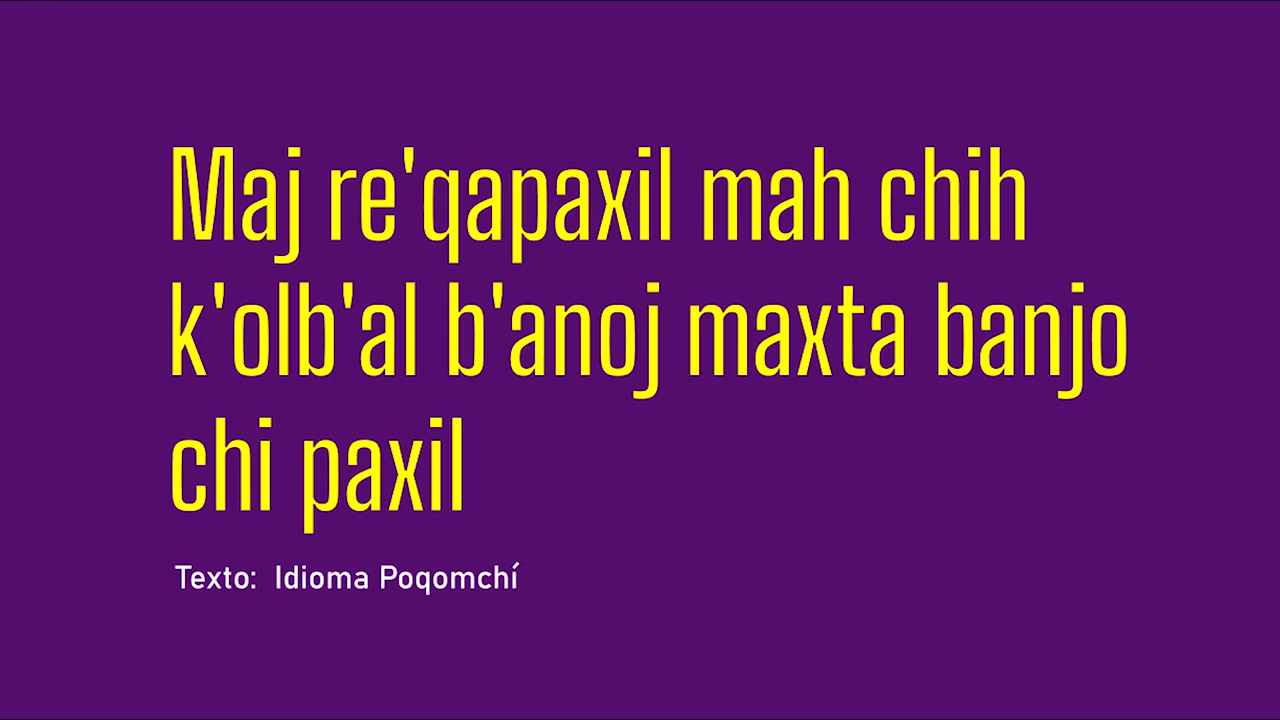 Maj re'qapaxil mah chih
k'olb'al b'anoj maxta banjo
chi paxil
Texto:  Idioma Poqomchí